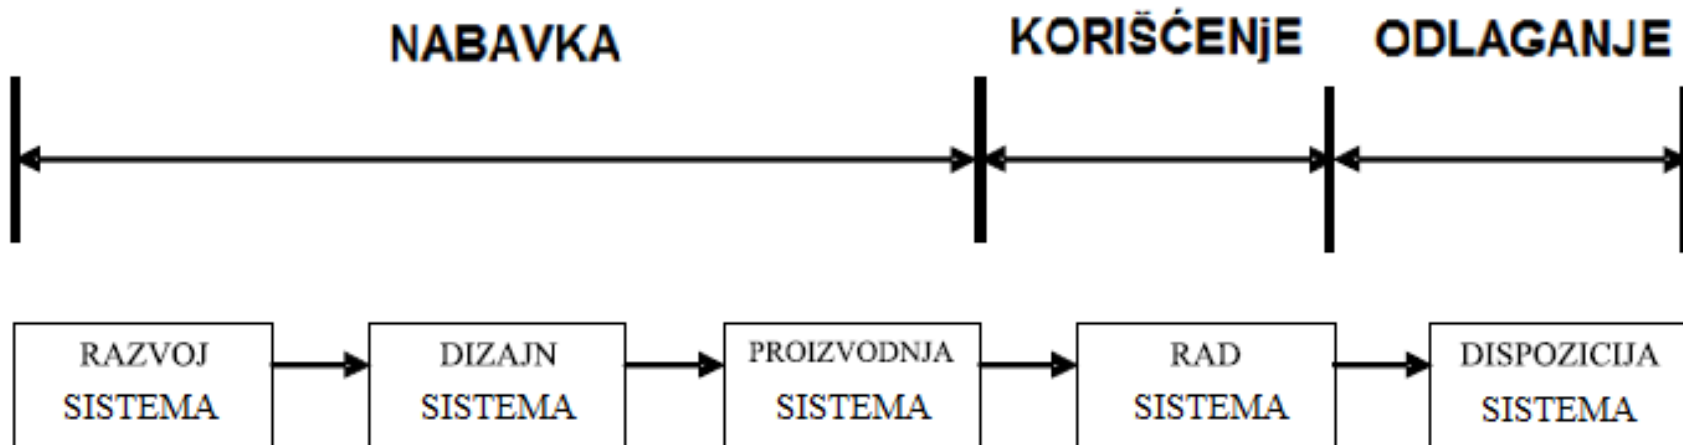 NABAVKA
KORIŠĆENjE
ODLAGANJE
RAZVOJ
SISTEMA
DIZAJN
SISTEMA
PROIZVODNJA
SISTEMA
RAD
SISTEMA
DISPOZICIJA
SISTEMA